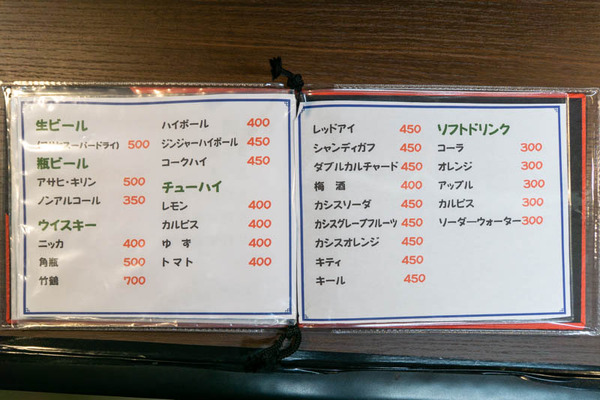 生ビール
スーパードライ) 500
瓶ビール
アサヒ・キリン 500
ノンアルコール 350
ウイスキー
ニッカ 400
角瓶 500
竹鶴 700
ハイボール 400
ジンジャーハイボール 450
コークハイ 450
チューハイ
レモン 400
カルピス 400
ゆず 400
トマト 400
レッドアイ 450
シャンディガフ 450
ダブルカルチャード 450
梅酒 400
カシスソーダ 450
カシスグレープフルーツ 450
カシスオレンジ 450
キティ 450
キール 450
ソフトドリンク
コーラ 300
オレンジ 300
アップル 300
カルピス 300
ソーダーウォーター 300